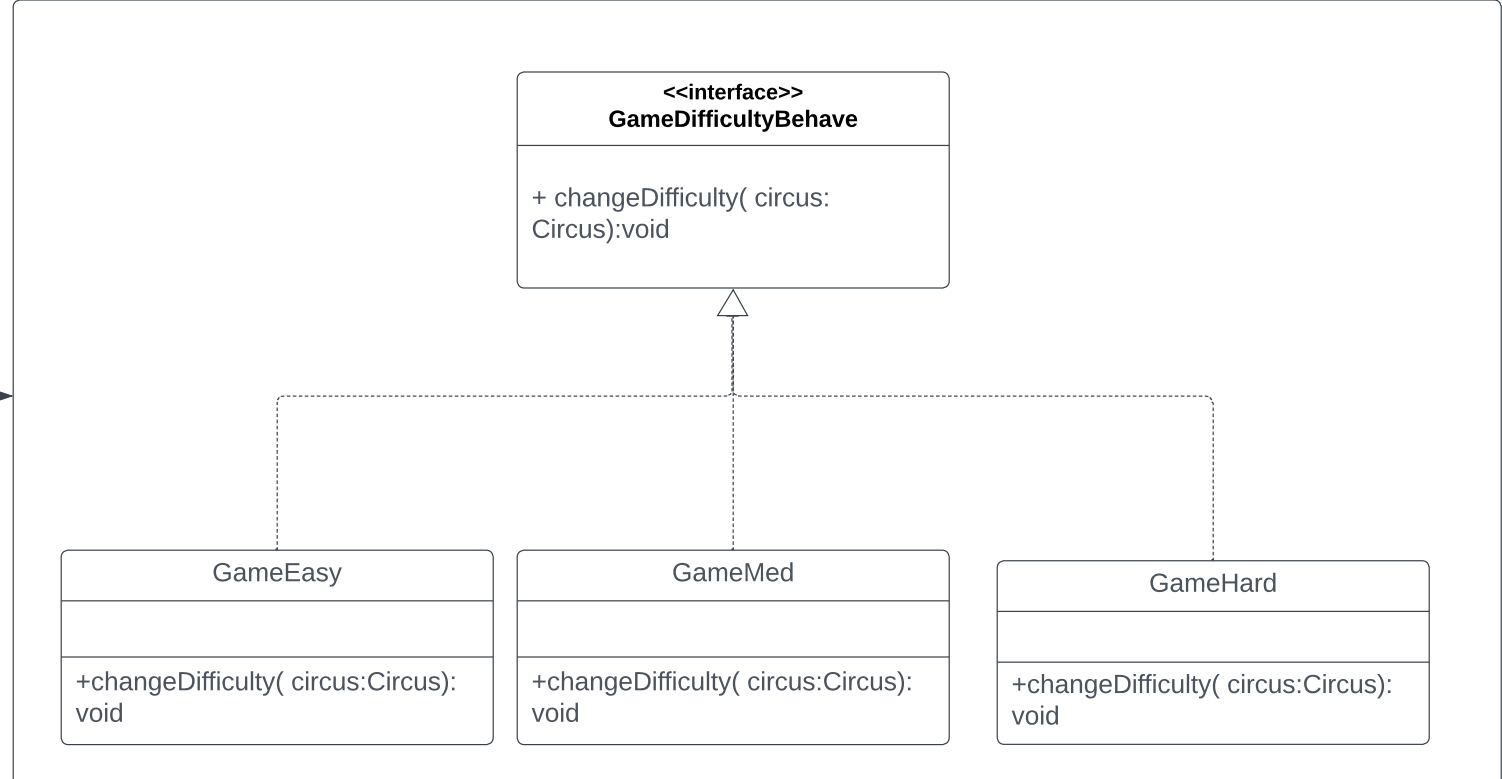 <<interface>>
GameDifficultyBehave
+ changeDifficulty( circus:
Circus):void
GameEasy
+changeDifficulty( circus:Circus):
void
GameMed
+changeDifficulty( circus:Circus):
void
GameHard
+changeDifficulty( circus:Circus):
void